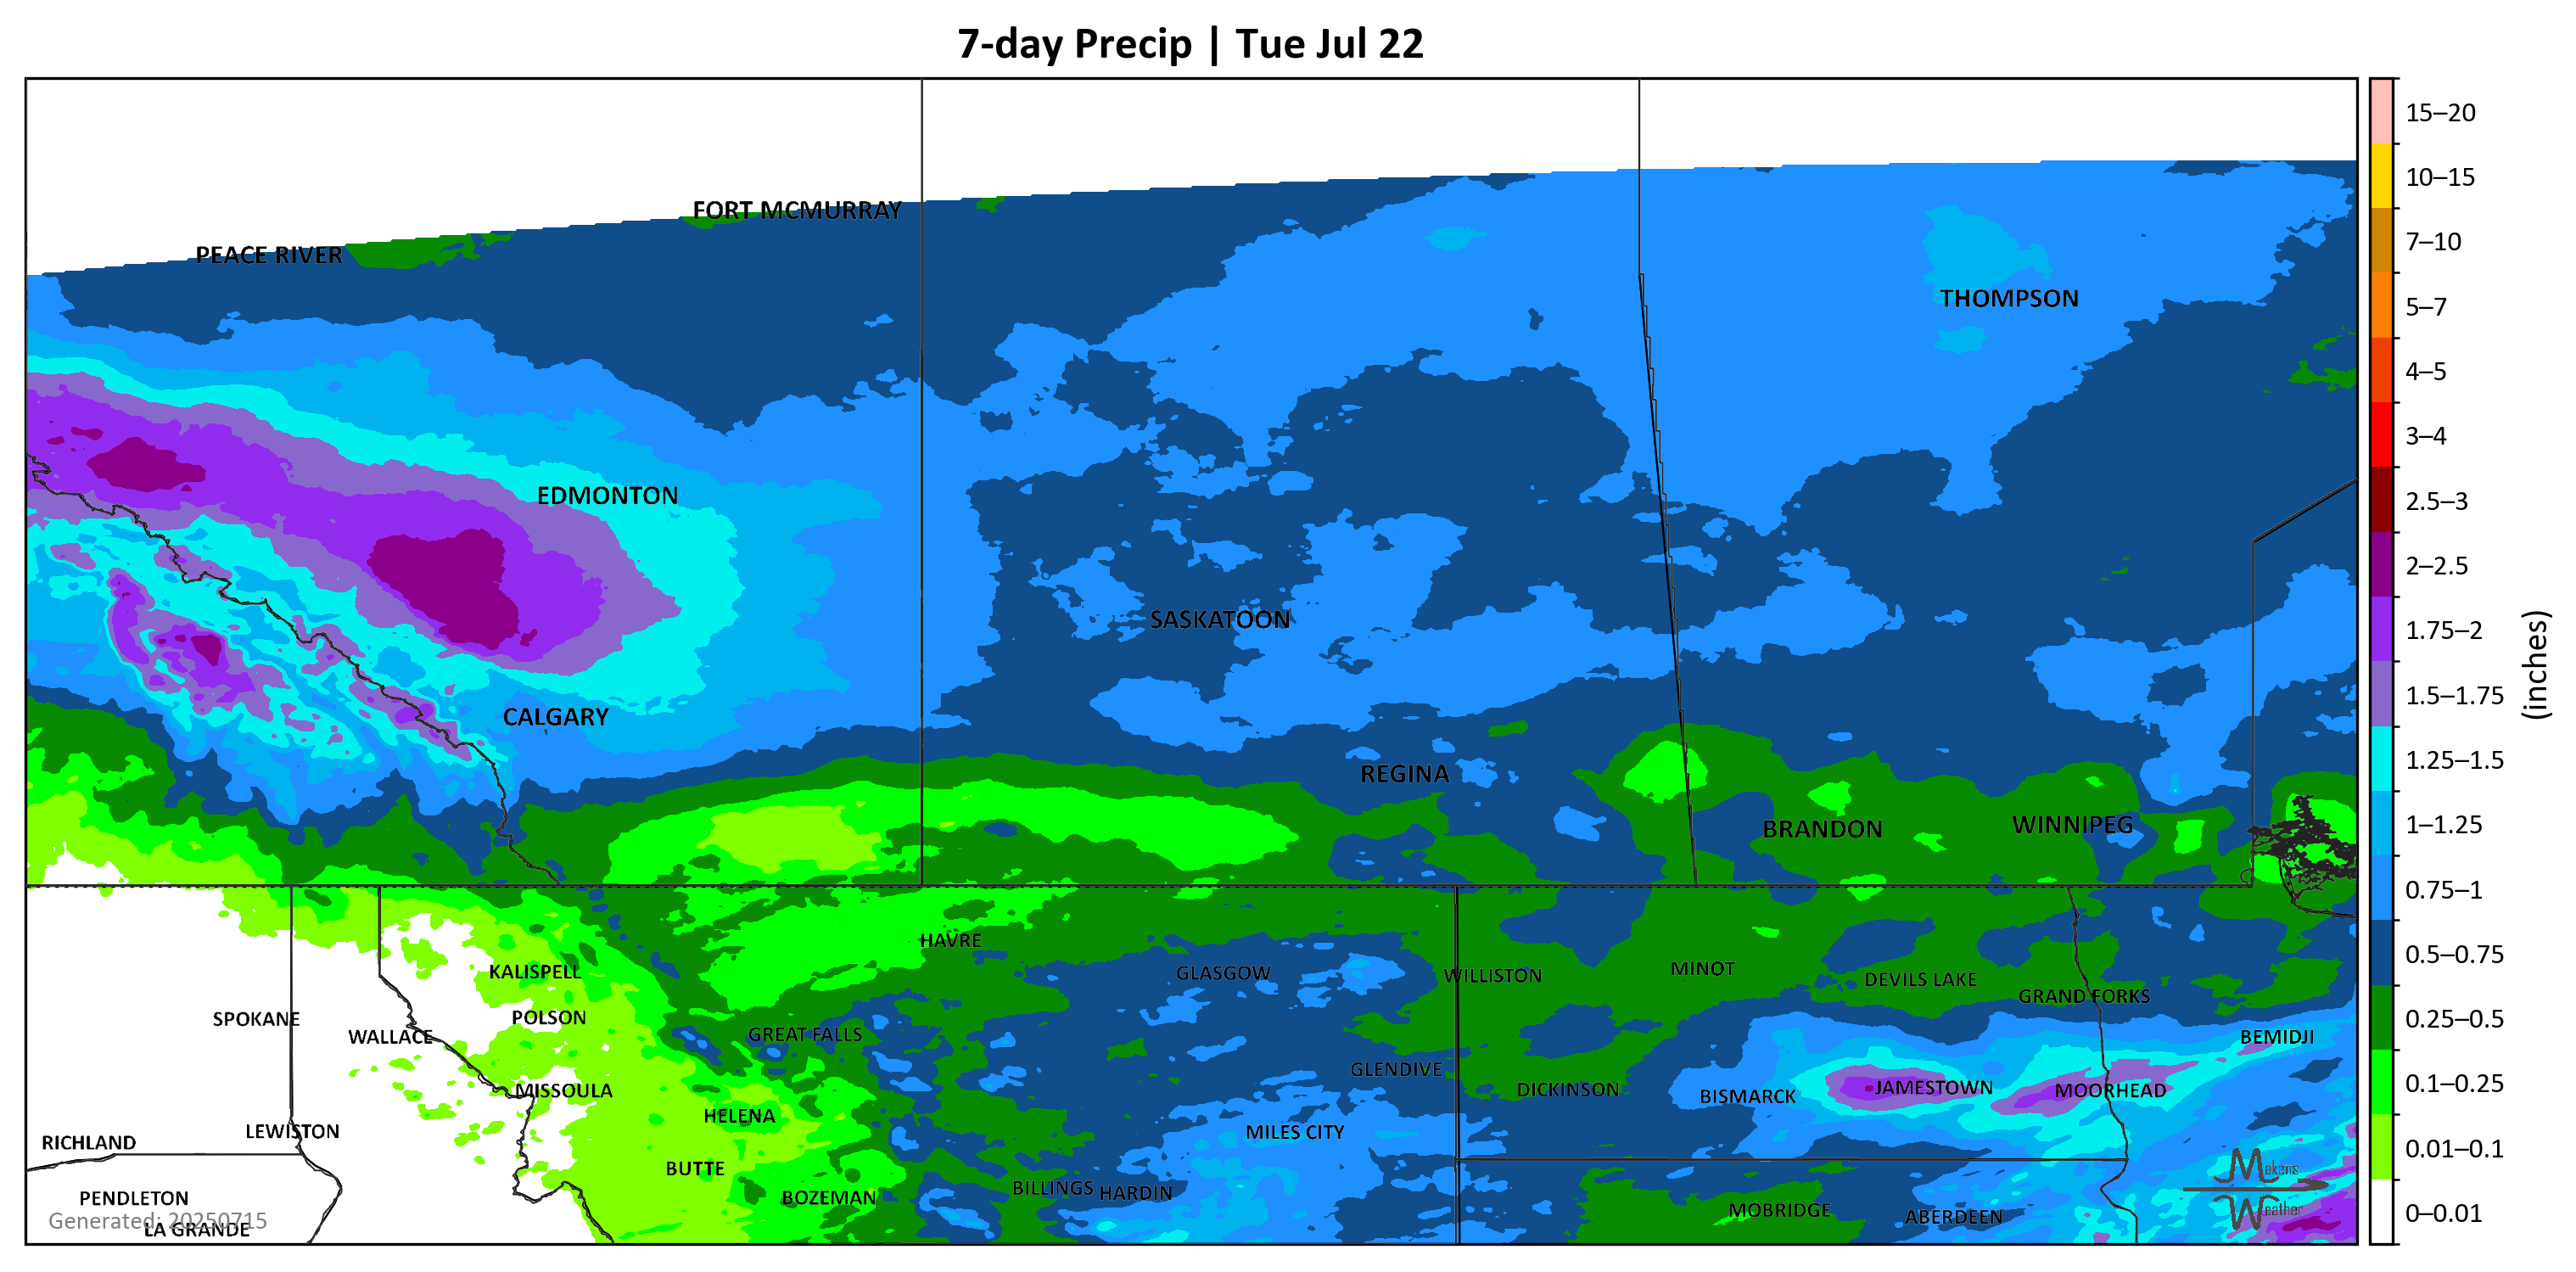 7-day Precip | Tue Jul 22
FORT MCMURRAY
PEACE RIVER
THOMPSON
EDMONTON
SASKATOON
CALGARY
REGINA
BRANDON
WINNIPEG
HAVRE
KALISPELL
GLASGOW
WILLISTON
MINOT
DEVILS LAKE
GRAND FORKS
SPOKANE
POLSON
WALLACE
GREAT FALLS
BEMIDJI
GLENDIVE
MISSOULA
DICKINSON
BISMARCK
JAMESTOWN
MOORHEAD
HELENA
RICHLAND
LEWISTON
MILES CITY
BUTTE
PENDLETON
BOZEMAN
BILLINGS
HARDIN
MOBRIDGE
ABERDEEN
Generated: 20250715
LA GRANDE
Makens
Weather
15–20
10–15
7–10
5–7
4–5
3–4
2.5–3
2–2.5
1.75–2
1.5–1.75
1.25–1.5
1–1.25
0.75–1
0.5–0.75
0.25–0.5
0.1–0.25
0.01–0.1
0–0.01
(inches)